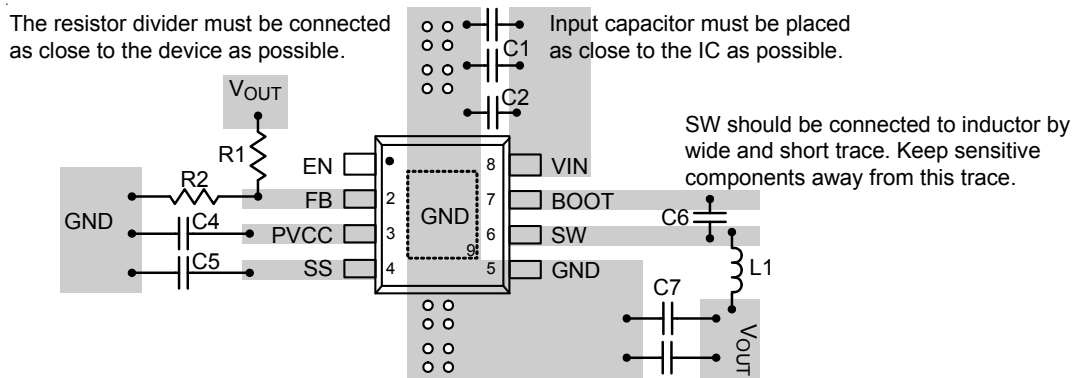 The resistor divider must be connected
as close to the device as possible.
Input capacitor must be placed
as close to the IC as possible.
C1
C2
VOUT
SW should be connected to inductor by
wide and short trace. Keep sensitive
components away from this trace.
R1
EN
8
VIN
R2
FB
2
7
BOOT
GND
C4
GND
C6
PVCC
3
6
SW
C5
9
SS
4
5
GND
L1
C7
VOUT